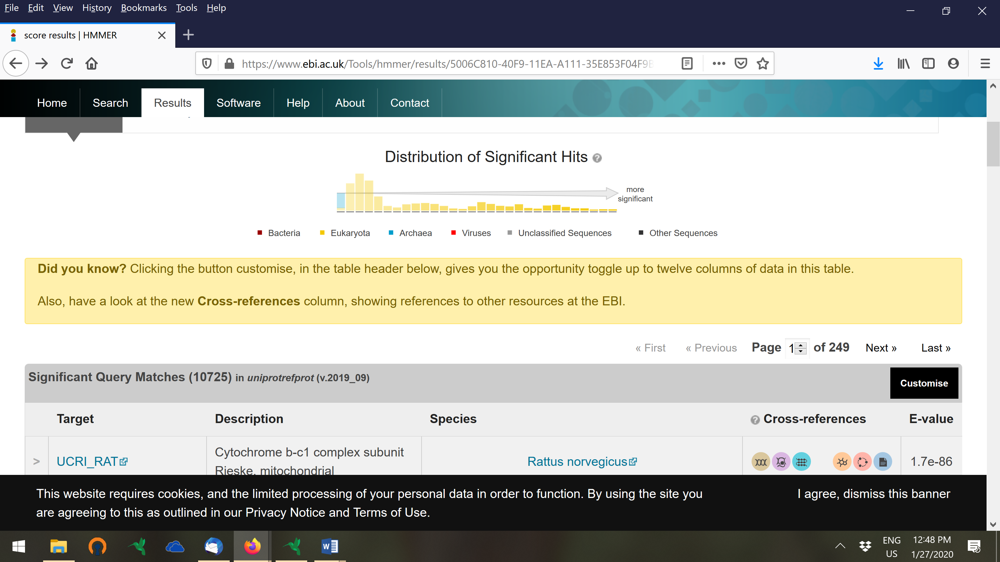 File Edit View History Bookmarks Tools Help
score results | HMMER
https://www.ebi.ac.uk/Tools/hmmer/results/5006C810-40F9-11EA-A111-35E853F04F9
Home Search Results Software Help About Contact
Distribution of Significant Hits ?
more
significant
Bacteria Eukaryota Archaea Viruses Unclassified Sequences Other Sequences
Did you know? Clicking the button customise, in the table header below, gives you the opportunity toggle up to twelve columns of data in this table.
Also, have a look at the new Cross-references column, showing references to other resources at the EBI.
« First « Previous Page 1 of 249 Next » Last »
Significant Query Matches (10725) in uniprotrefprot (v.2019_09)
Customise
Target Description Species ? Cross-references E-value
> UCRI_RAT Cytochrome b-c1 complex subunit
Rieske, mitochondrial
Rattus norvegicus 1.7e-86
This website requires cookies, and the limited processing of your personal data in order to function. By using the site you
are agreeing to this as outlined in our Privacy Notice and Terms of Use.
I agree, dismiss this banner
W
ENG
US
12:48 PM
1/27/2020